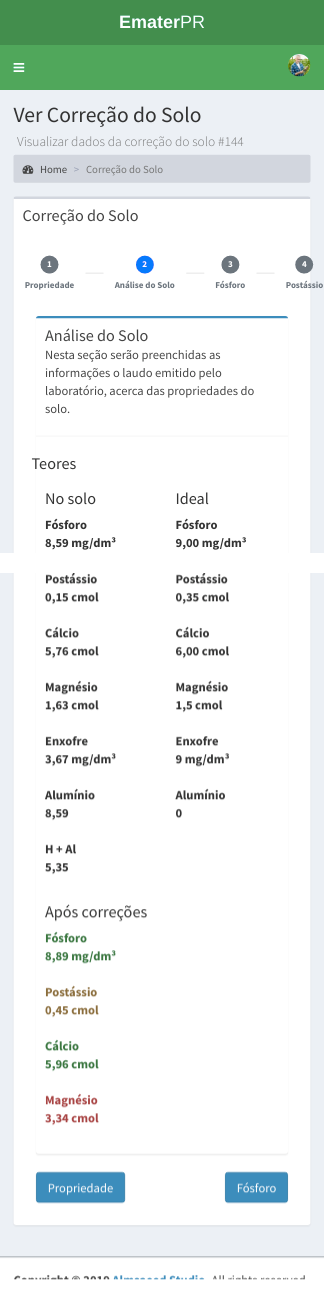 EmaterPR
Ver Correção do Solo
Visualizar dados da correção do solo #144
Home > Correção do Solo
Correção do Solo
1 2 3 4
Propriedade Análise do Solo Fósforo Postássio
Análise do Solo
Nesta seção serão preenchidas as
informações o laudo emitido pelo
laboratório, acerca das propriedades do
solo.
Teores
No solo Ideal
Fósforo Fósforo
8,59 mg/dm³ 9,00 mg/dm³
Postássio Postássio
0,15 cmol 0,35 cmol
Cálcio Cálcio
5,76 cmol 6,00 cmol
Magnésio Magnésio
1,63 cmol 1,5 cmol
Enxofre Enxofre
3,67 mg/dm³ 9 mg/dm³
Alumínio Alumínio
8,59 0
H + Al
5,35
Após correções
Fósforo
8,89 mg/dm³
Postássio
0,45 cmol
Cálcio
5,96 cmol
Magnésio
3,34 cmol
Propriedade Fósforo
Copyright © 2019 Almsaeed Studio. All rights reserved.